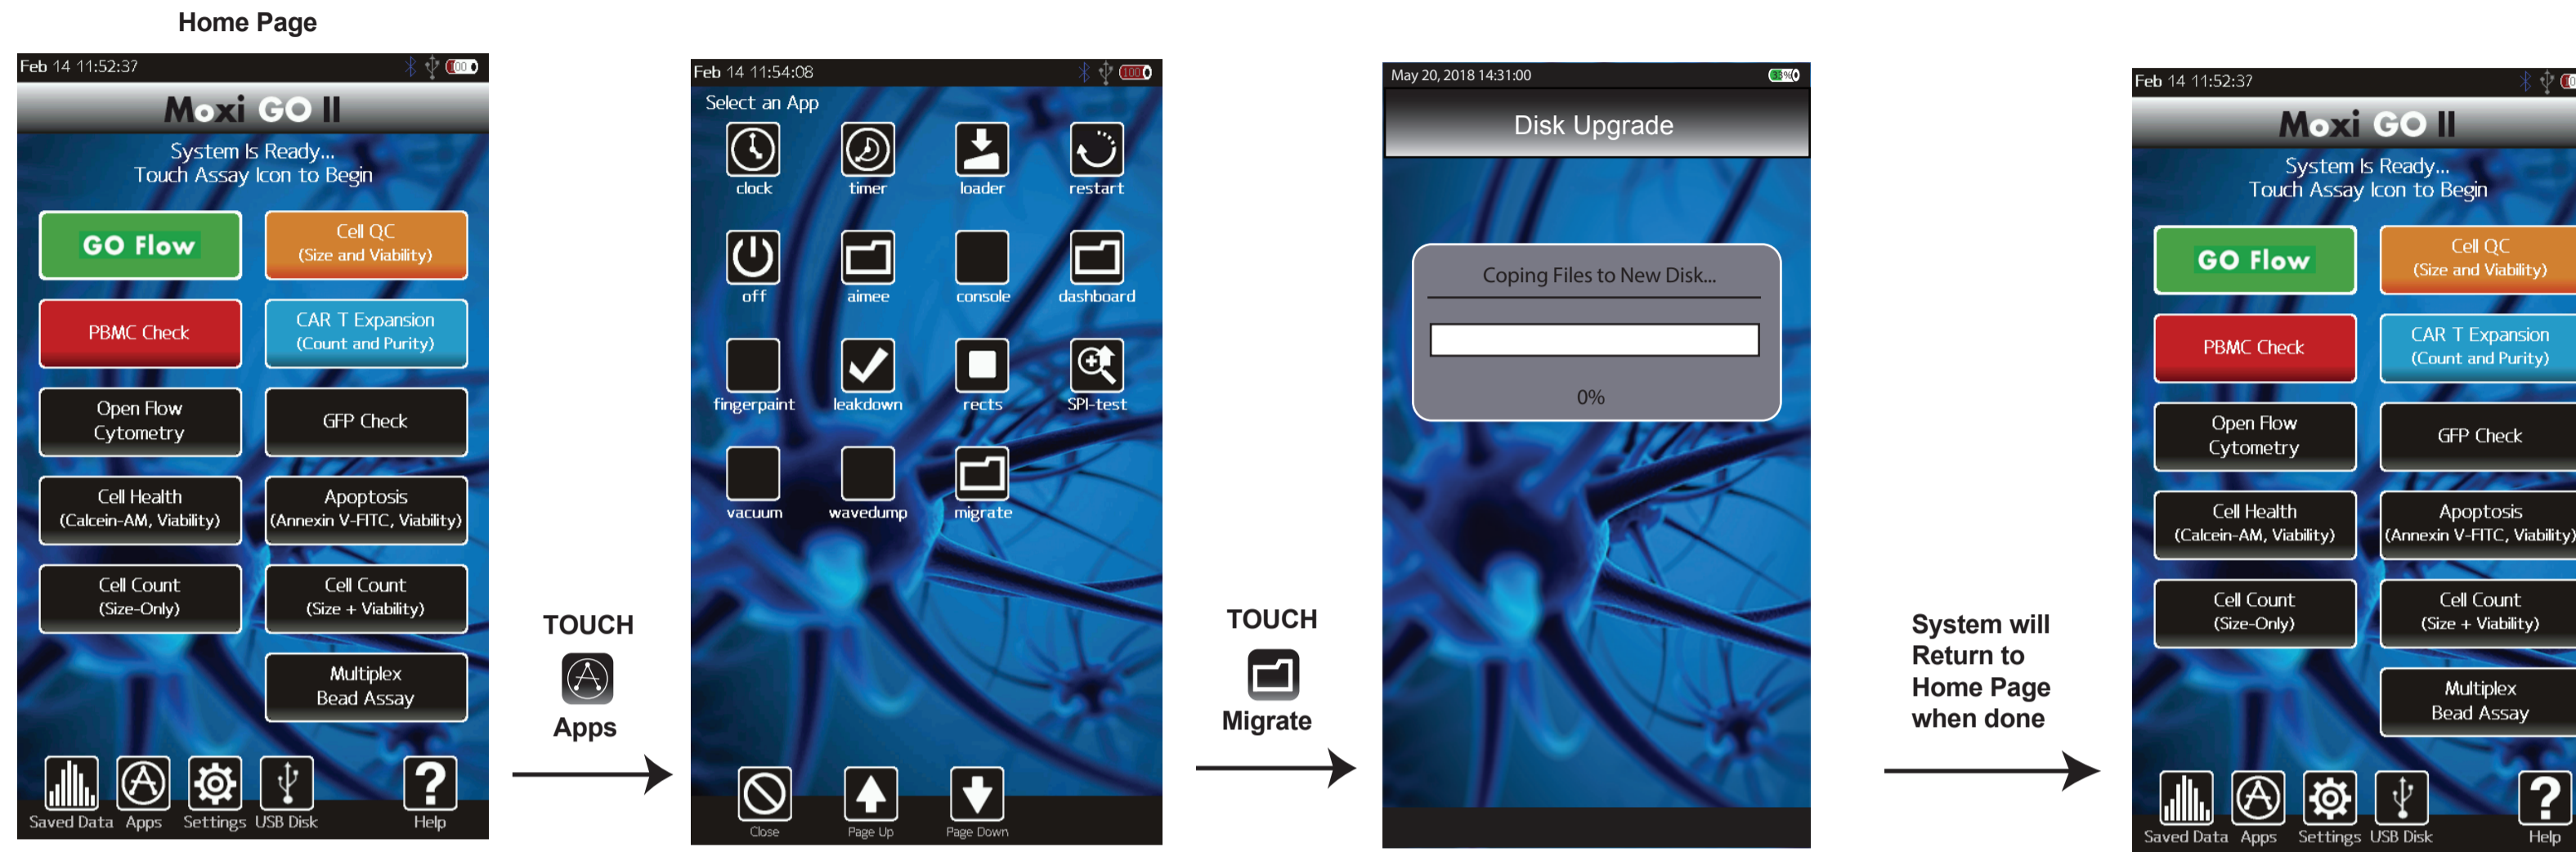 Home Page
Feb 14 11:52:37
100
Moxi GO II
System Is Ready...
Touch Assay Icon to Begin
GO Flow
Cell QC
(Size and Viability)
PBMC Check
CAR T Expansion
(Count and Purity)
Open Flow
Cytometry
GFP Check
Cell Health
(Calcein-AM, Viability)
Apoptosis
(Annexin V-FITC, Viability)
Cell Count
(Size-Only)
Cell Count
(Size + Viability)
Multiplex
Bead Assay
Saved Data Apps Settings USB Disk Help
TOUCH
Apps
Feb 14 11:54:08
100
Select an App
clock timer loader restart
off aimee console dashboard
fingerpaint leakdown rects SPI-test
vacuum wavedump migrate
Close Page Up Page Down
TOUCH
Migrate
May 20, 2018 14:31:00
33%
Disk Upgrade
Coping Files to New Disk...
0%
System will
Return to
Home Page
when done
Feb 14 11:52:37
Moxi GO II
System Is Ready...
Touch Assay Icon to Begin
GO Flow
Cell QC
(Size and Viability)
PBMC Check
CAR T Expansion
(Count and Purity)
Open Flow
Cytometry
GFP Check
Cell Health
(Calcein-AM, Viability)
Apoptosis
(Annexin V-FITC, Viability)
Cell Count
(Size-Only)
Cell Count
(Size + Viability)
Multiplex
Bead Assay
Saved Data Apps Settings USB Disk Help